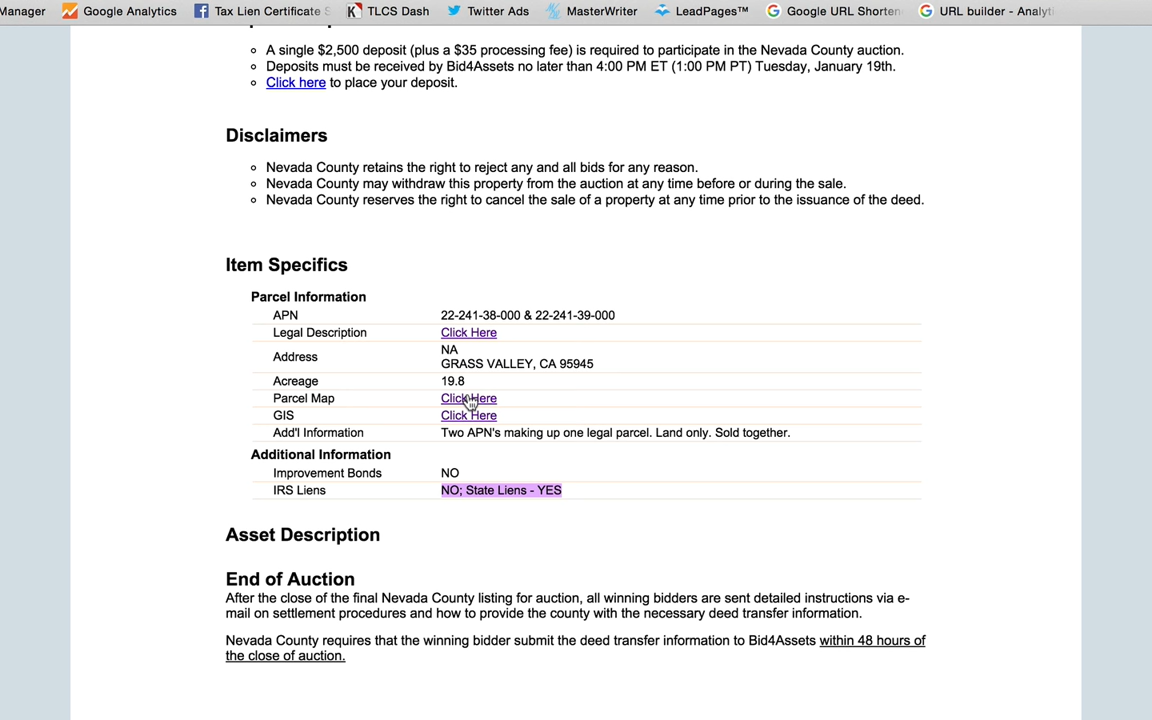 Manager Google Analytics Tax Lien Certificate S TLCS Dash Twitter Ads MasterWriter LeadPages™ Google URL Shorten URL builder - Analyti
A single $2,500 deposit (plus a $35 processing fee) is required to participate in the Nevada County auction.
Deposits must be received by Bid4Assets no later than 4:00 PM ET (1:00 PM PT) Tuesday, January 19th.
Click here to place your deposit.
Disclaimers
Nevada County retains the right to reject any and all bids for any reason.
Nevada County may withdraw this property from the auction at any time before or during the sale.
Nevada County reserves the right to cancel the sale of a property at any time prior to the issuance of the deed.
Item Specifics
Parcel Information
APN 22-241-38-000 & 22-241-39-000
Legal Description Click Here
Address NA
GRASS VALLEY, CA 95945
Acreage 19.8
Parcel Map Click Here
GIS Click Here
Add'l Information Two APN's making up one legal parcel. Land only. Sold together.
Additional Information
Improvement Bonds NO
IRS Liens NO; State Liens - YES
Asset Description
End of Auction
After the close of the final Nevada County listing for auction, all winning bidders are sent detailed instructions via e-
mail on settlement procedures and how to provide the county with the necessary deed transfer information.
Nevada County requires that the winning bidder submit the deed transfer information to Bid4Assets within 48 hours of
the close of auction.